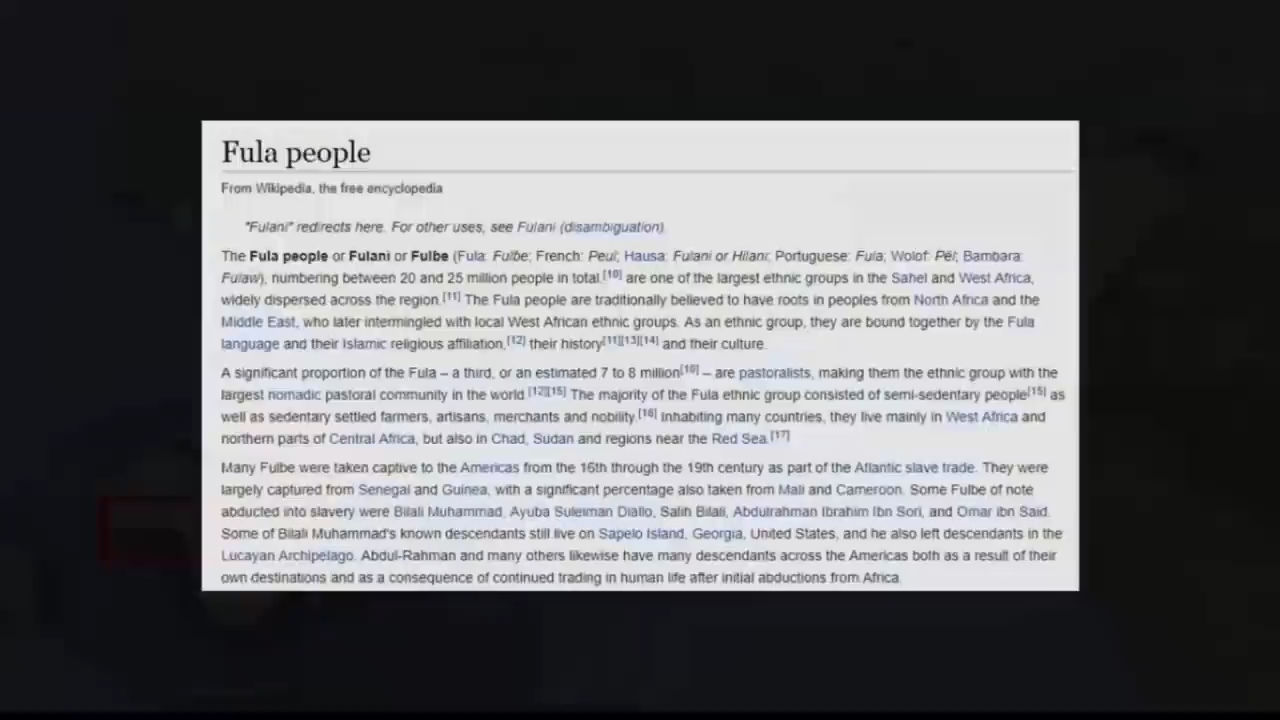 Fula people
From Wikipedia, the free encyclopedia
"Fulani" redirects here. For other uses, see Fulani (disambiguation).
The Fula people or Fulani or Fulbe (Fula: Fulɓe; French: Peul; Hausa: Fulani or Hilani; Portuguese: Fula; Wolof: Pël; Bambara:
Fulaw), numbering between 20 and 25 million people in total,[10] are one of the largest ethnic groups in the Sahel and West Africa,
widely dispersed across the region.[11] The Fula people are traditionally believed to have roots in peoples from North Africa and the
Middle East, who later intermingled with local West African ethnic groups. As an ethnic group, they are bound together by the Fula
language and their Islamic religious affiliation,[12] their history[11][13][14] and their culture.
A significant proportion of the Fula – a third, or an estimated 7 to 8 million[10] – are pastoralists, making them the ethnic group with the
largest nomadic pastoral community in the world.[12][15] The majority of the Fula ethnic group consisted of semi-sedentary people[15] as
well as sedentary settled farmers, artisans, merchants and nobility.[16] Inhabiting many countries, they live mainly in West Africa and
northern parts of Central Africa, but also in Chad, Sudan and regions near the Red Sea.[17]
Many Fulbe were taken captive to the Americas from the 16th through the 19th century as part of the Atlantic slave trade. They were
largely captured from Senegal and Guinea, with a significant percentage also taken from Mali and Cameroon. Some Fulbe of note
abducted into slavery were Bilali Muhammad, Ayuba Suleiman Diallo, Salih Bilali, Abdulrahman Ibrahim Ibn Sori, and Omar ibn Said.
Some of Bilali Muhammad's known descendants still live on Sapelo Island, Georgia, United States, and he also left descendants in the
Lucayan Archipelago. Abdul-Rahman and many others likewise have many descendants across the Americas both as a result of their
own destinations and as a consequence of continued trading in human life after initial abductions from Africa.